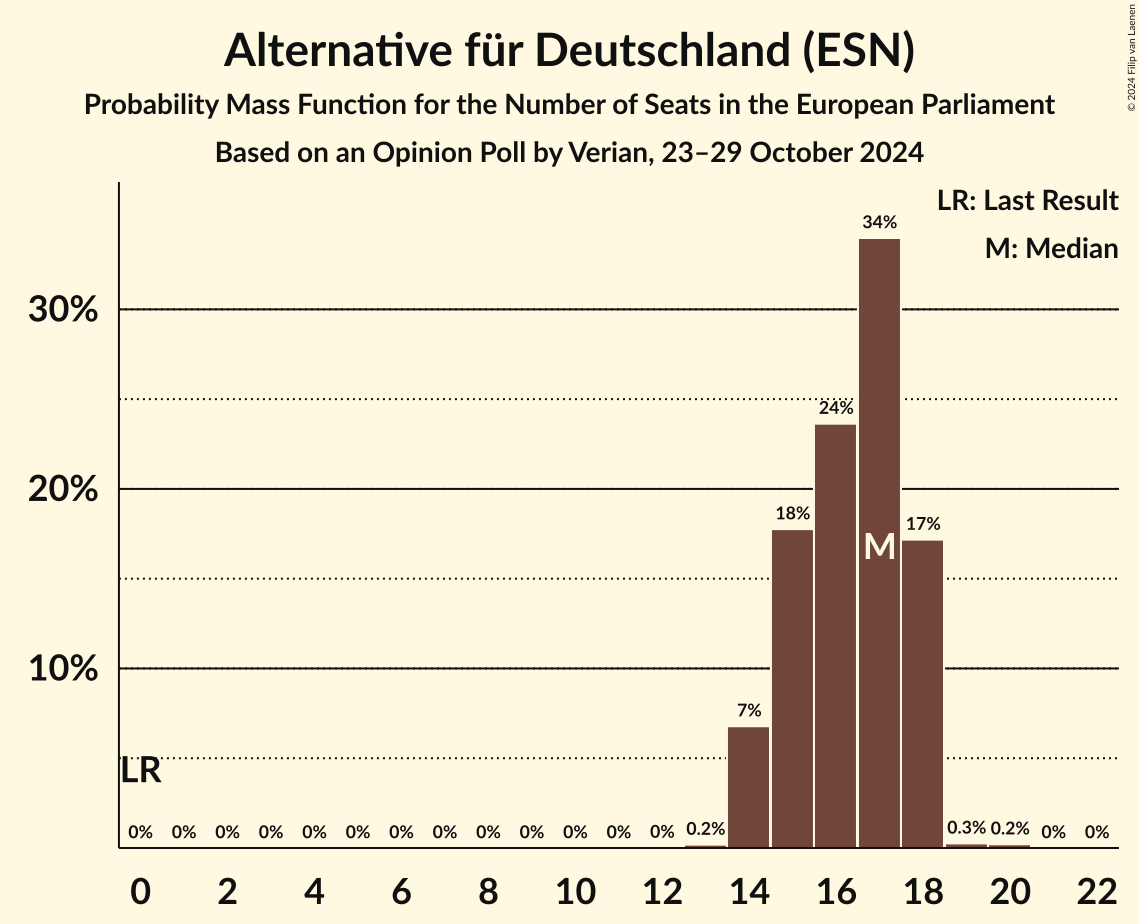 Alternative für Deutschland (ESN)
Probability Mass Function for the Number of Seats in the European Parliament
Based on an Opinion Poll by Verian, 23–29 October 2024
© 2024 Filip van Laenen
LR: Last Result
M: Median
34%
30%
24%
20%
18%
17%
M
10%
7%
LR
0% 0% 0% 0% 0% 0% 0% 0% 0% 0% 0% 0% 0% 0.2% 0.3% 0.2% 0% 0%
0 2 4 6 8 10 12 14 16 18 20 22